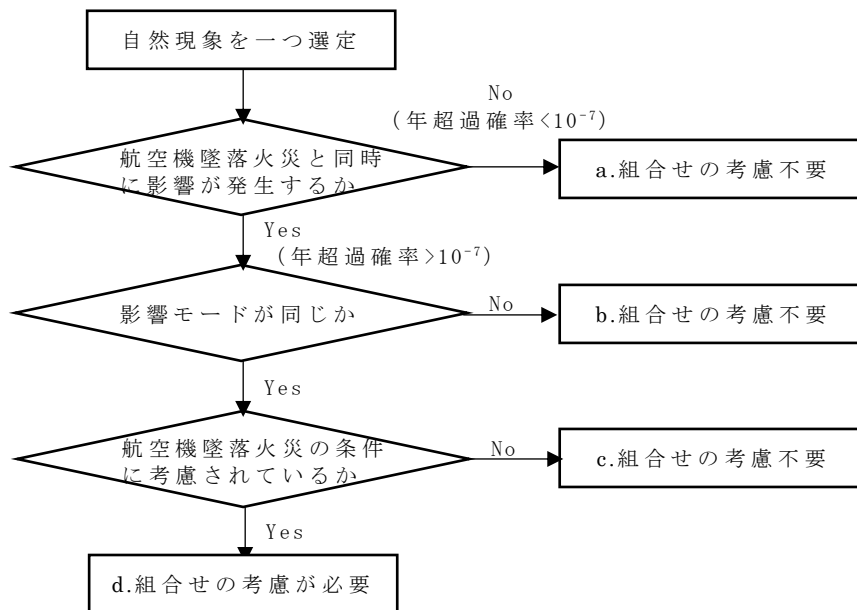 自然現象を一つ選定
No
(年超過確率<10⁻⁷)
航空機墜落火災と同時
に影響が発生するか
a.組合せの考慮不要
Yes
(年超過確率>10⁻⁷)
影響モードが同じか
No
b.組合せの考慮不要
Yes
航空機墜落火災の条件
に考慮されているか
No
c.組合せの考慮不要
Yes
d.組合せの考慮が必要